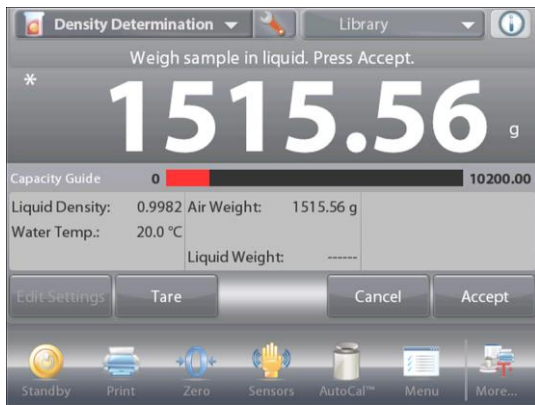 Density Determination Library
Weigh sample in liquid. Press Accept.
* 1515.56 g
Capacity Guide 0 10200.00
Liquid Density: 0.9982 Air Weight: 1515.56 g
Water Temp.: 20.0 °C
Liquid Weight: ------
Edit Settings Tare Cancel Accept
Standby Print Zero Sensors AutoCal™ Menu More...